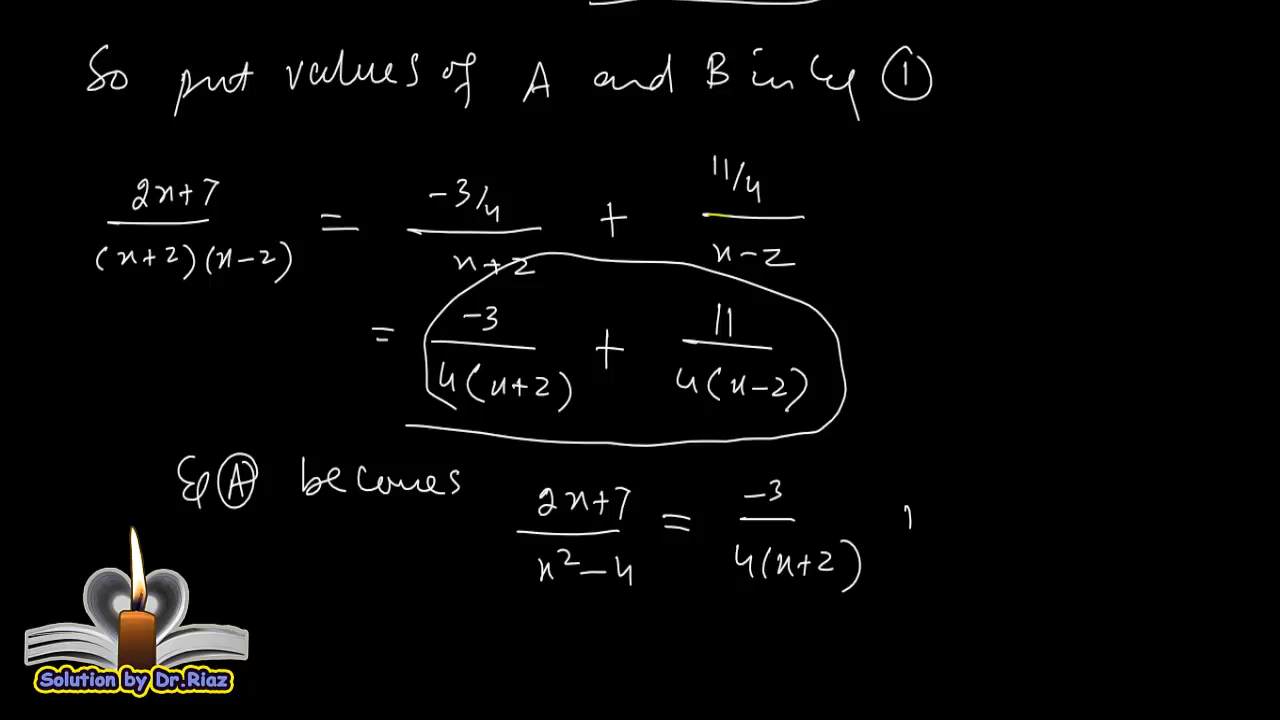 So put values of A and B in Eq ①
2x+7 / (x+2)(x-2) = -3/4 / x+2 + 11/4 / x-2
= -3 / 4(x+2) + 11 / 4(x-2)
Eq Ⓐ becomes 2x+7 / x²-4 = -3 / 4(x+2)
Solution by Dr.Riaz